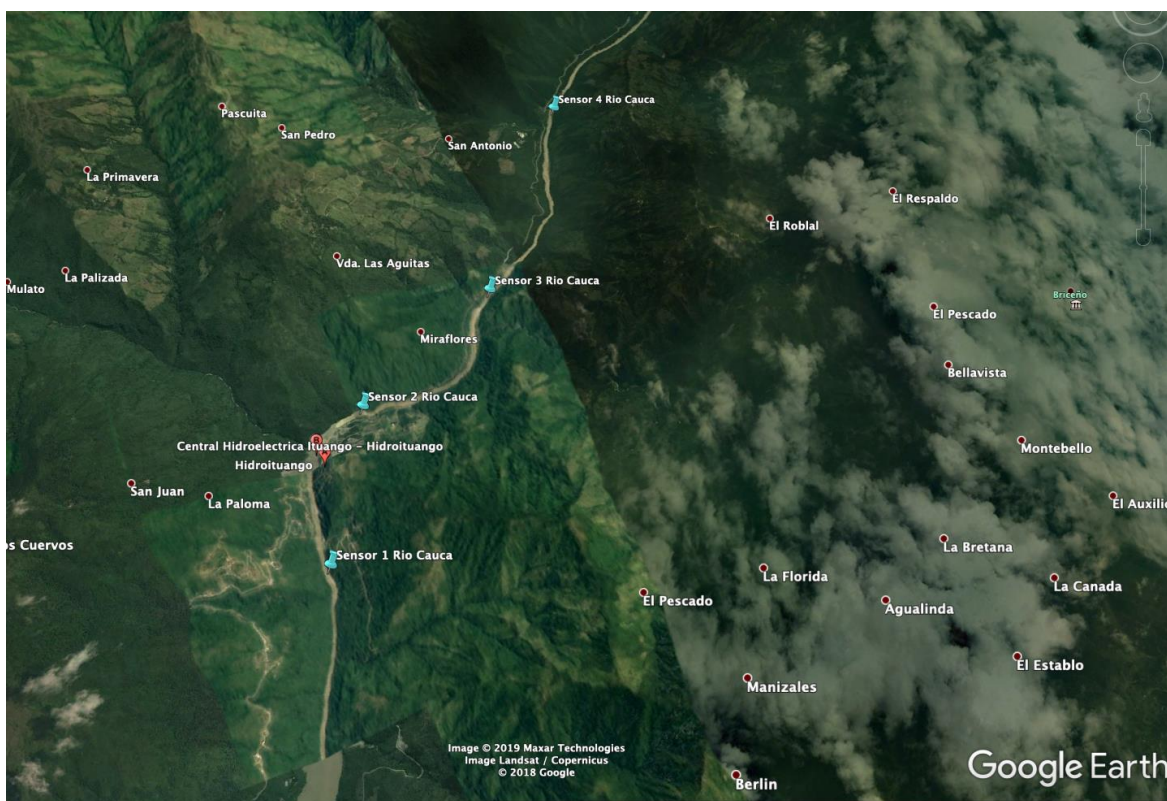 Sensor 4 Rio Cauca
Pascuita
San Pedro
San Antonio
La Primavera
El Respaldo
El Roblal
Vda. Las Aguitas
La Palizada
Sensor 3 Rio Cauca
Mulato
Briceño
El Pescado
Miraflores
Bellavista
Sensor 2 Rio Cauca
Central Hidroelectrica Ituango - Hidroituango
Montebello
Hidroituango
San Juan
La Paloma
El Auxilio
os Cuervos
La Bretana
Sensor 1 Rio Cauca
La Florida
La Canada
El Pescado
Agualinda
El Establo
Manizales
Image © 2019 Maxar Technologies
Image Landsat / Copernicus
© 2018 Google
Google Earth
Berlin